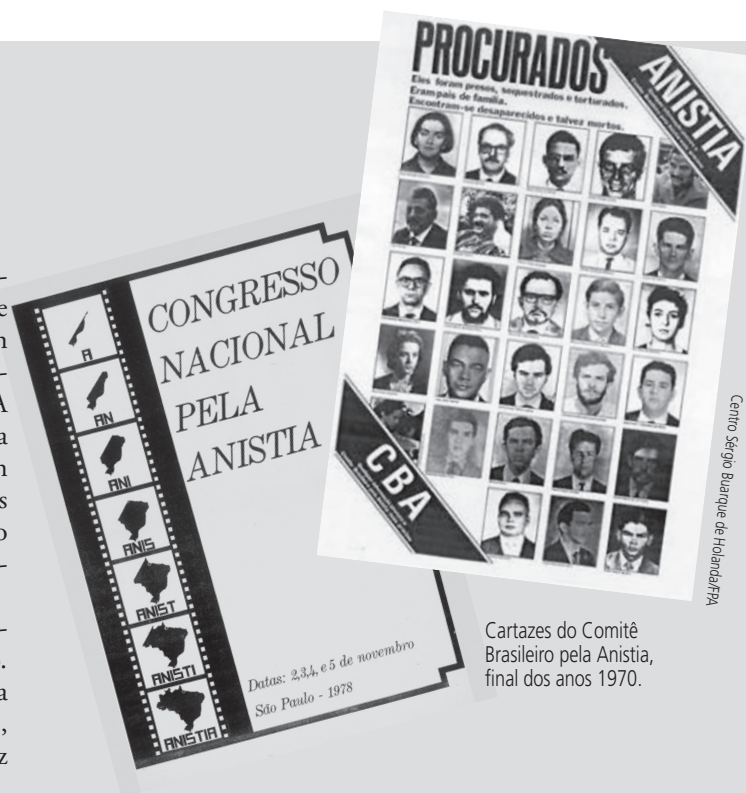 PROCURADOS
Eles foram presos, sequestrados e torturados.
Eram pais de família.
Encontram-se desaparecidos e talvez mortos.
ANISTIA
CBA
CONGRESSO
NACIONAL
PELA
ANISTIA
A
AN
ANI
ANIS
ANIST
ANISTI
ANISTIA
Datas: 2,3,4, e 5 de novembro
São Paulo - 1978
Cartazes do Comitê
Brasileiro pela Anistia,
final dos anos 1970.
Centro Sérgio Buarque de Holanda/FPA